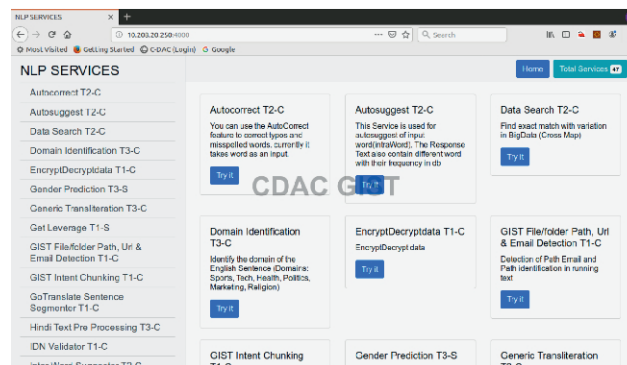 NLP SERVICES
10.203.20.250:4000
Search
Most Visited Getting Started C-DAC (Login) Google
NLP SERVICES
Home
Total Services 47
Autocorrect T2-C
Autosuggest T2-C
Data Search T2-C
Domain Identification T3-C
EncryptDecryptdata T1-C
Gender Prediction T3-S
Generic Transliteration T3-C
Get Leverage T1-S
GIST File/folder Path, Url &
Email Detection T1-C
GIST Intent Chunking T1-C
GoTranslate Sentence
Segmenter T1-C
Hindi Text Pre Processing T3-C
IDN Validator T1-C
Autocorrect T2-C
You can use the AutoCorrect
feature to correct typos and
misspelled words. currently it
takes word as an input.
Try it
Autosuggest T2-C
This Service is used for
autosuggest of input
word(intraWord). The Response
Text also contain different word
with their frequency in db
Try it
Data Search T2-C
Find exact match with variation
in BigData (Cross Map)
Try it
CDAC GIST
Domain Identification
T3-C
Identify the domain of the
English Sentence (Domains:
Sports, Tech, Health, Politics,
Marketing, Religion)
Try it
EncryptDecryptdata T1-C
EncryptDecrypt data
Try it
GIST File/folder Path, Url
& Email Detection T1-C
Detection of Path Email and
Path identification in running
text
Try it
GIST Intent Chunking
Gender Prediction T3-S
Generic Transliteration